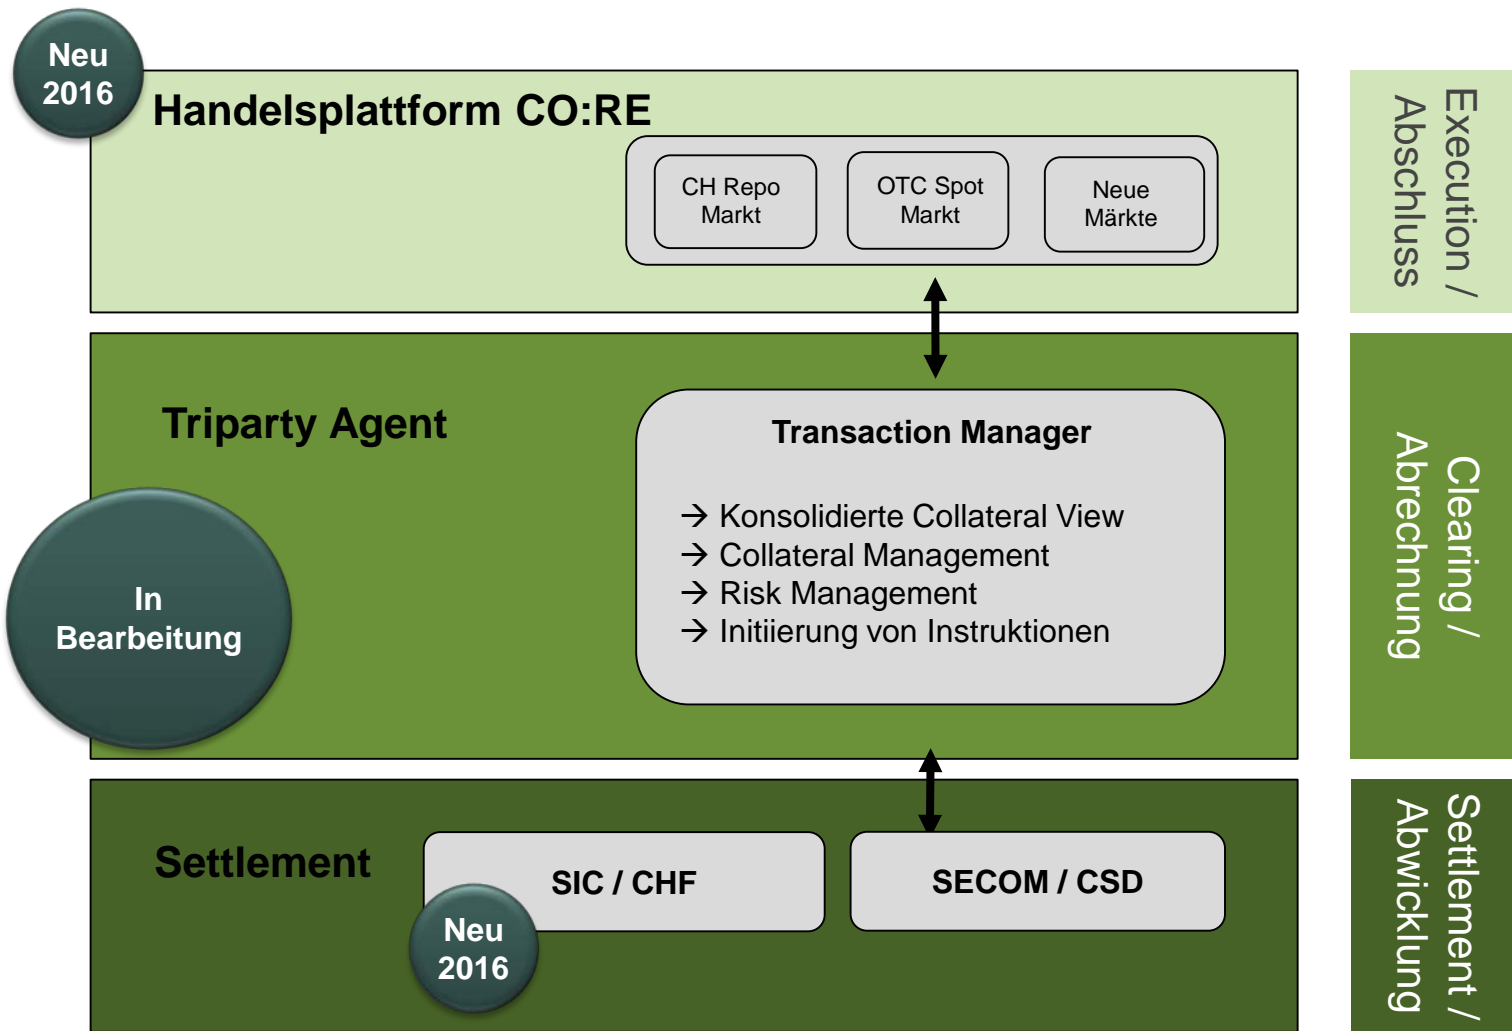 Neu
2016
Handelsplattform CO:RE
CH Repo
Markt
OTC Spot
Markt
Neue
Märkte
Execution /
Abschluss
Triparty Agent
Transaction Manager
→ Konsolidierte Collateral View
→ Collateral Management
→ Risk Management
→ Initiierung von Instruktionen
In
Bearbeitung
Clearing /
Abrechnung
Settlement
SIC / CHF
SECOM / CSD
Neu
2016
Settlement /
Abwicklung